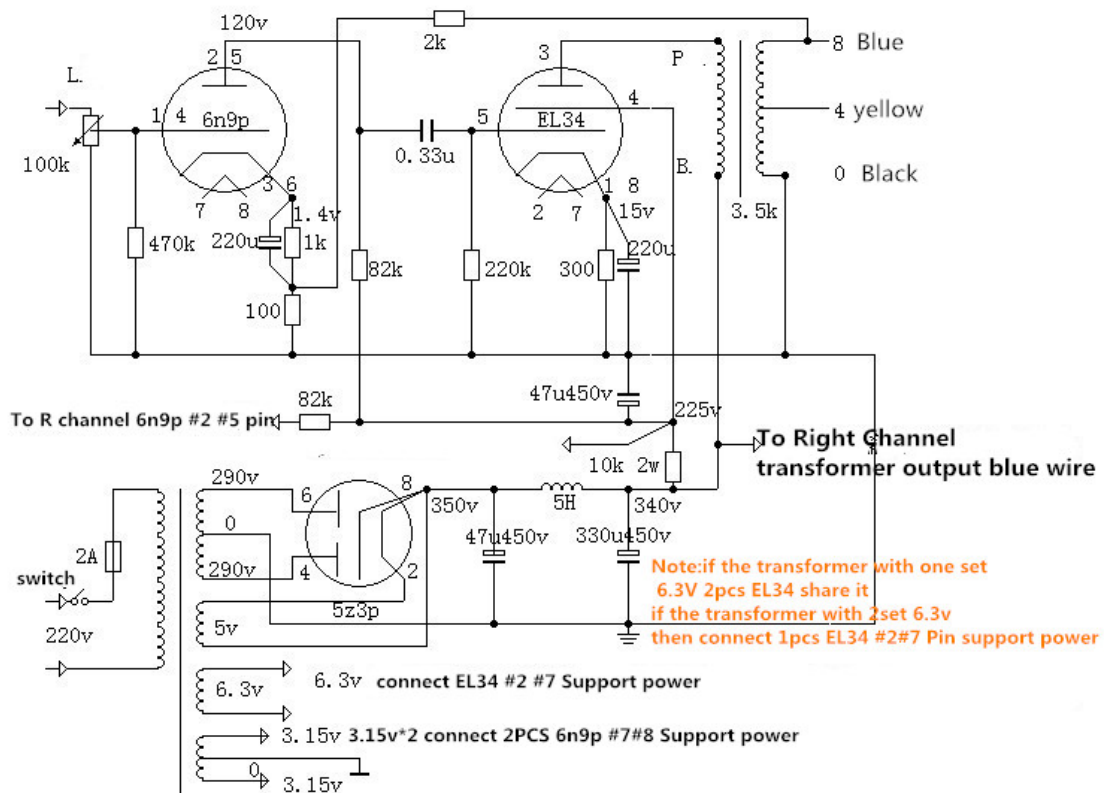 120v
2k
8 Blue
2 5
3
P
L.
4
1 4
6n9p
5
EL34
4 yellow
100k
0.33u
B.
0 Black
3 6
1 8
7 8
2 7
3.5k
1.4v
15v
470k
220u
1k
82k
220k
300
220u
100
47u450v
82k
To R channel 6n9p #2 #5 pin
225v
To Right Channel
transformer output blue wire
10k 2w
290v
6
8
350v
5H
340v
0
2A
47u450v
330u450v
290v
4
2
switch
5z3p
220v
5v
Note:if the transformer with one set
6.3V 2pcs EL34 share it
if the transformer with 2set 6.3v
then connect 1pcs EL34 #2#7 Pin support power
6.3v
6.3v connect EL34 #2 #7 Support power
3.15v 3.15v*2 connect 2PCS 6n9p #7#8 Support power
0
3.15v